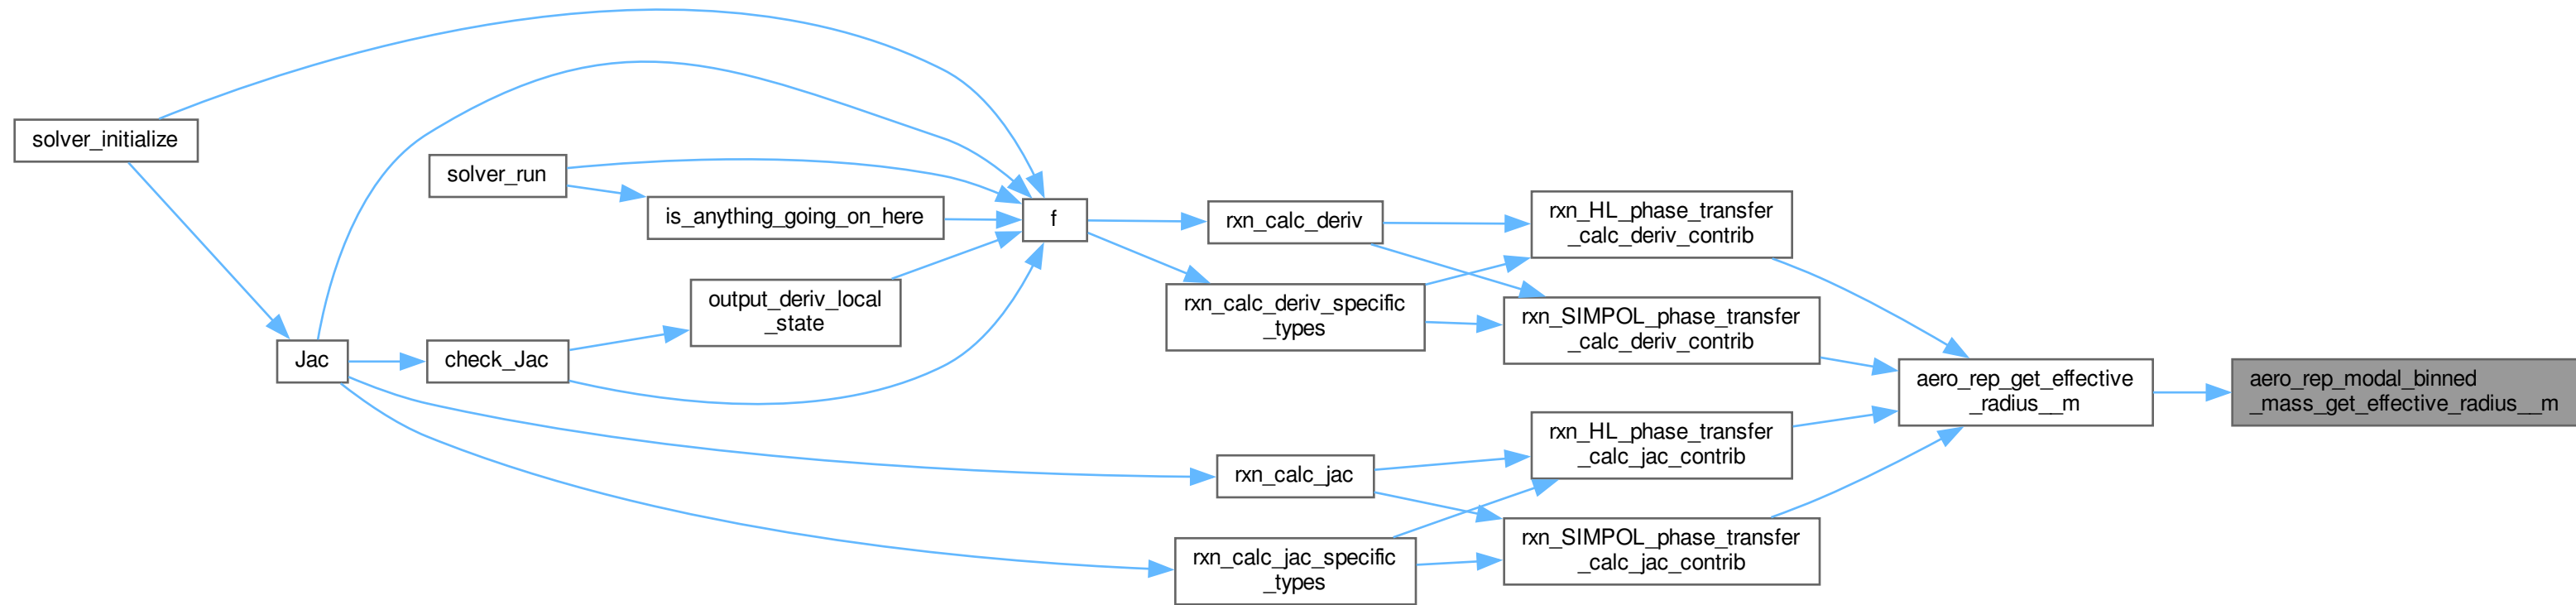 solver_initialize
solver_run
is_anything_going_on_here
output_deriv_local
_state
Jac
check_Jac
f
rxn_calc_deriv
rxn_calc_deriv_specific
_types
rxn_calc_jac
rxn_calc_jac_specific
_types
rxn_HL_phase_transfer
_calc_deriv_contrib
rxn_SIMPOL_phase_transfer
_calc_deriv_contrib
rxn_HL_phase_transfer
_calc_jac_contrib
rxn_SIMPOL_phase_transfer
_calc_jac_contrib
aero_rep_get_effective
_radius__m
aero_rep_modal_binned
_mass_get_effective_radius__m